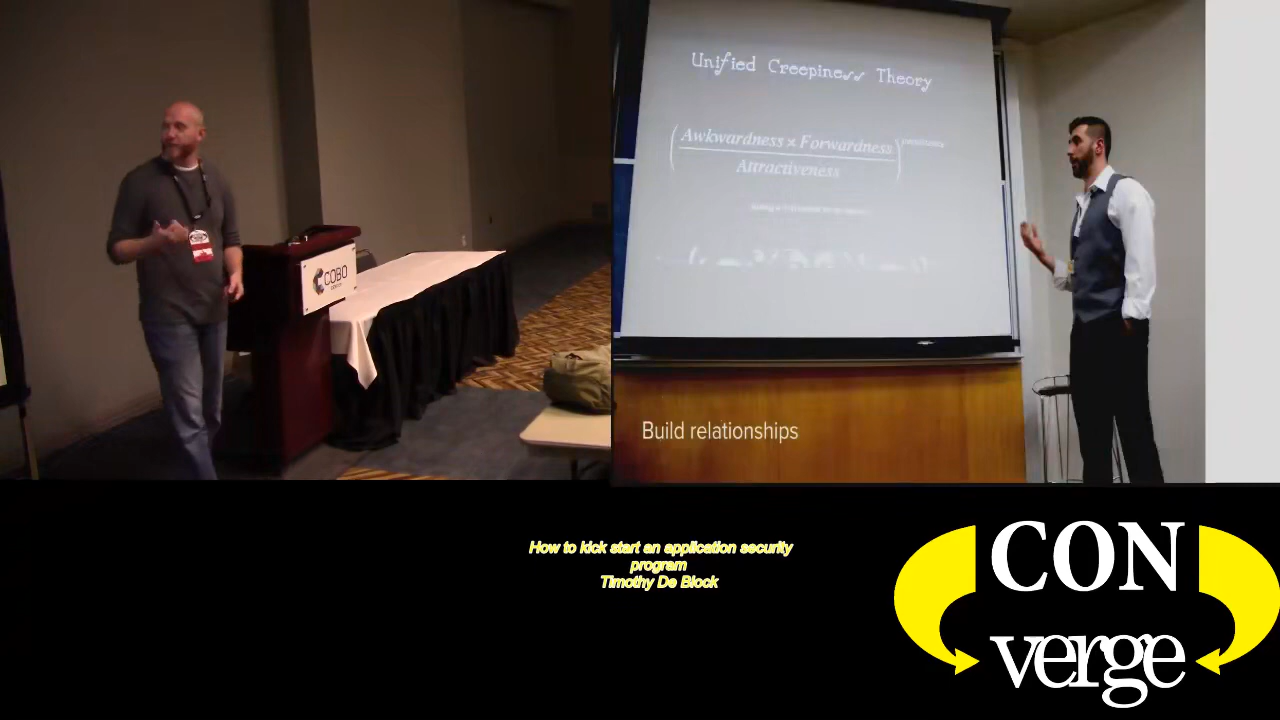 Unified Creepiness Theory
Awkwardness x Forwardness
Attractiveness
COBO
CENTER
Build relationships
How to kick start an application security
program
Timothy De Block
CON
verge